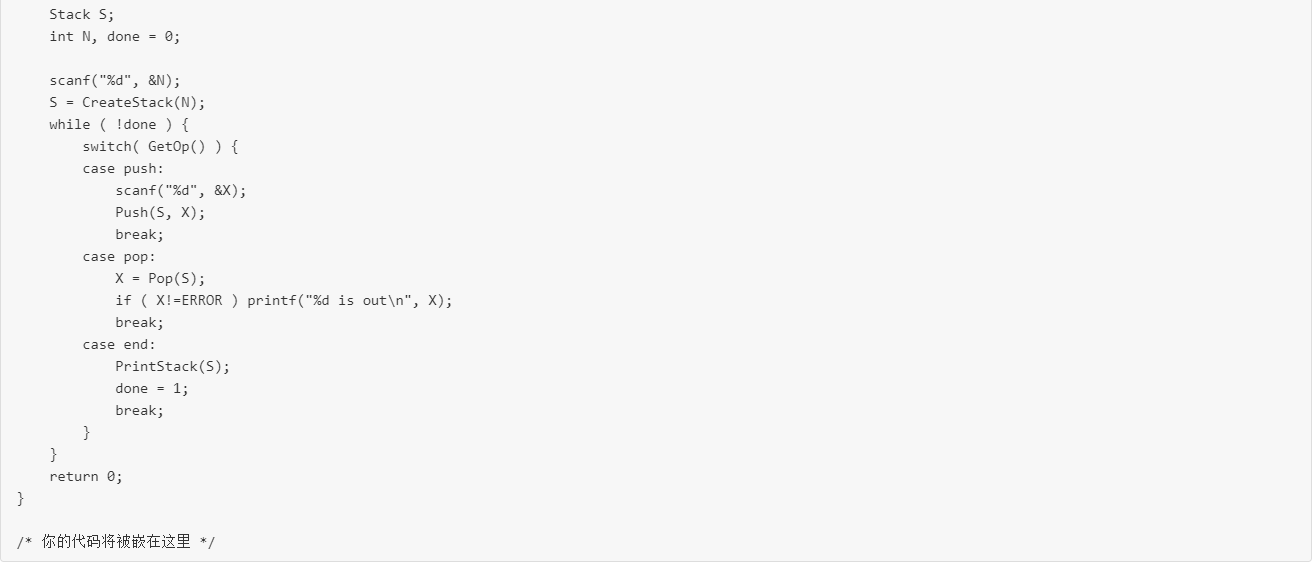 Stack S;
    int N, done = 0;

    scanf("%d", &N);
    S = CreateStack(N);
    while ( !done ) {
        switch( GetOp() ) {
        case push:
            scanf("%d", &X);
            Push(S, X);
            break;
        case pop:
            X = Pop(S);
            if ( X!=ERROR ) printf("%d is out\n", X);
            break;
        case end:
            PrintStack(S);
            done = 1;
            break;
        }
    }
    return 0;
}

/* 你的代码将被嵌在这里 */